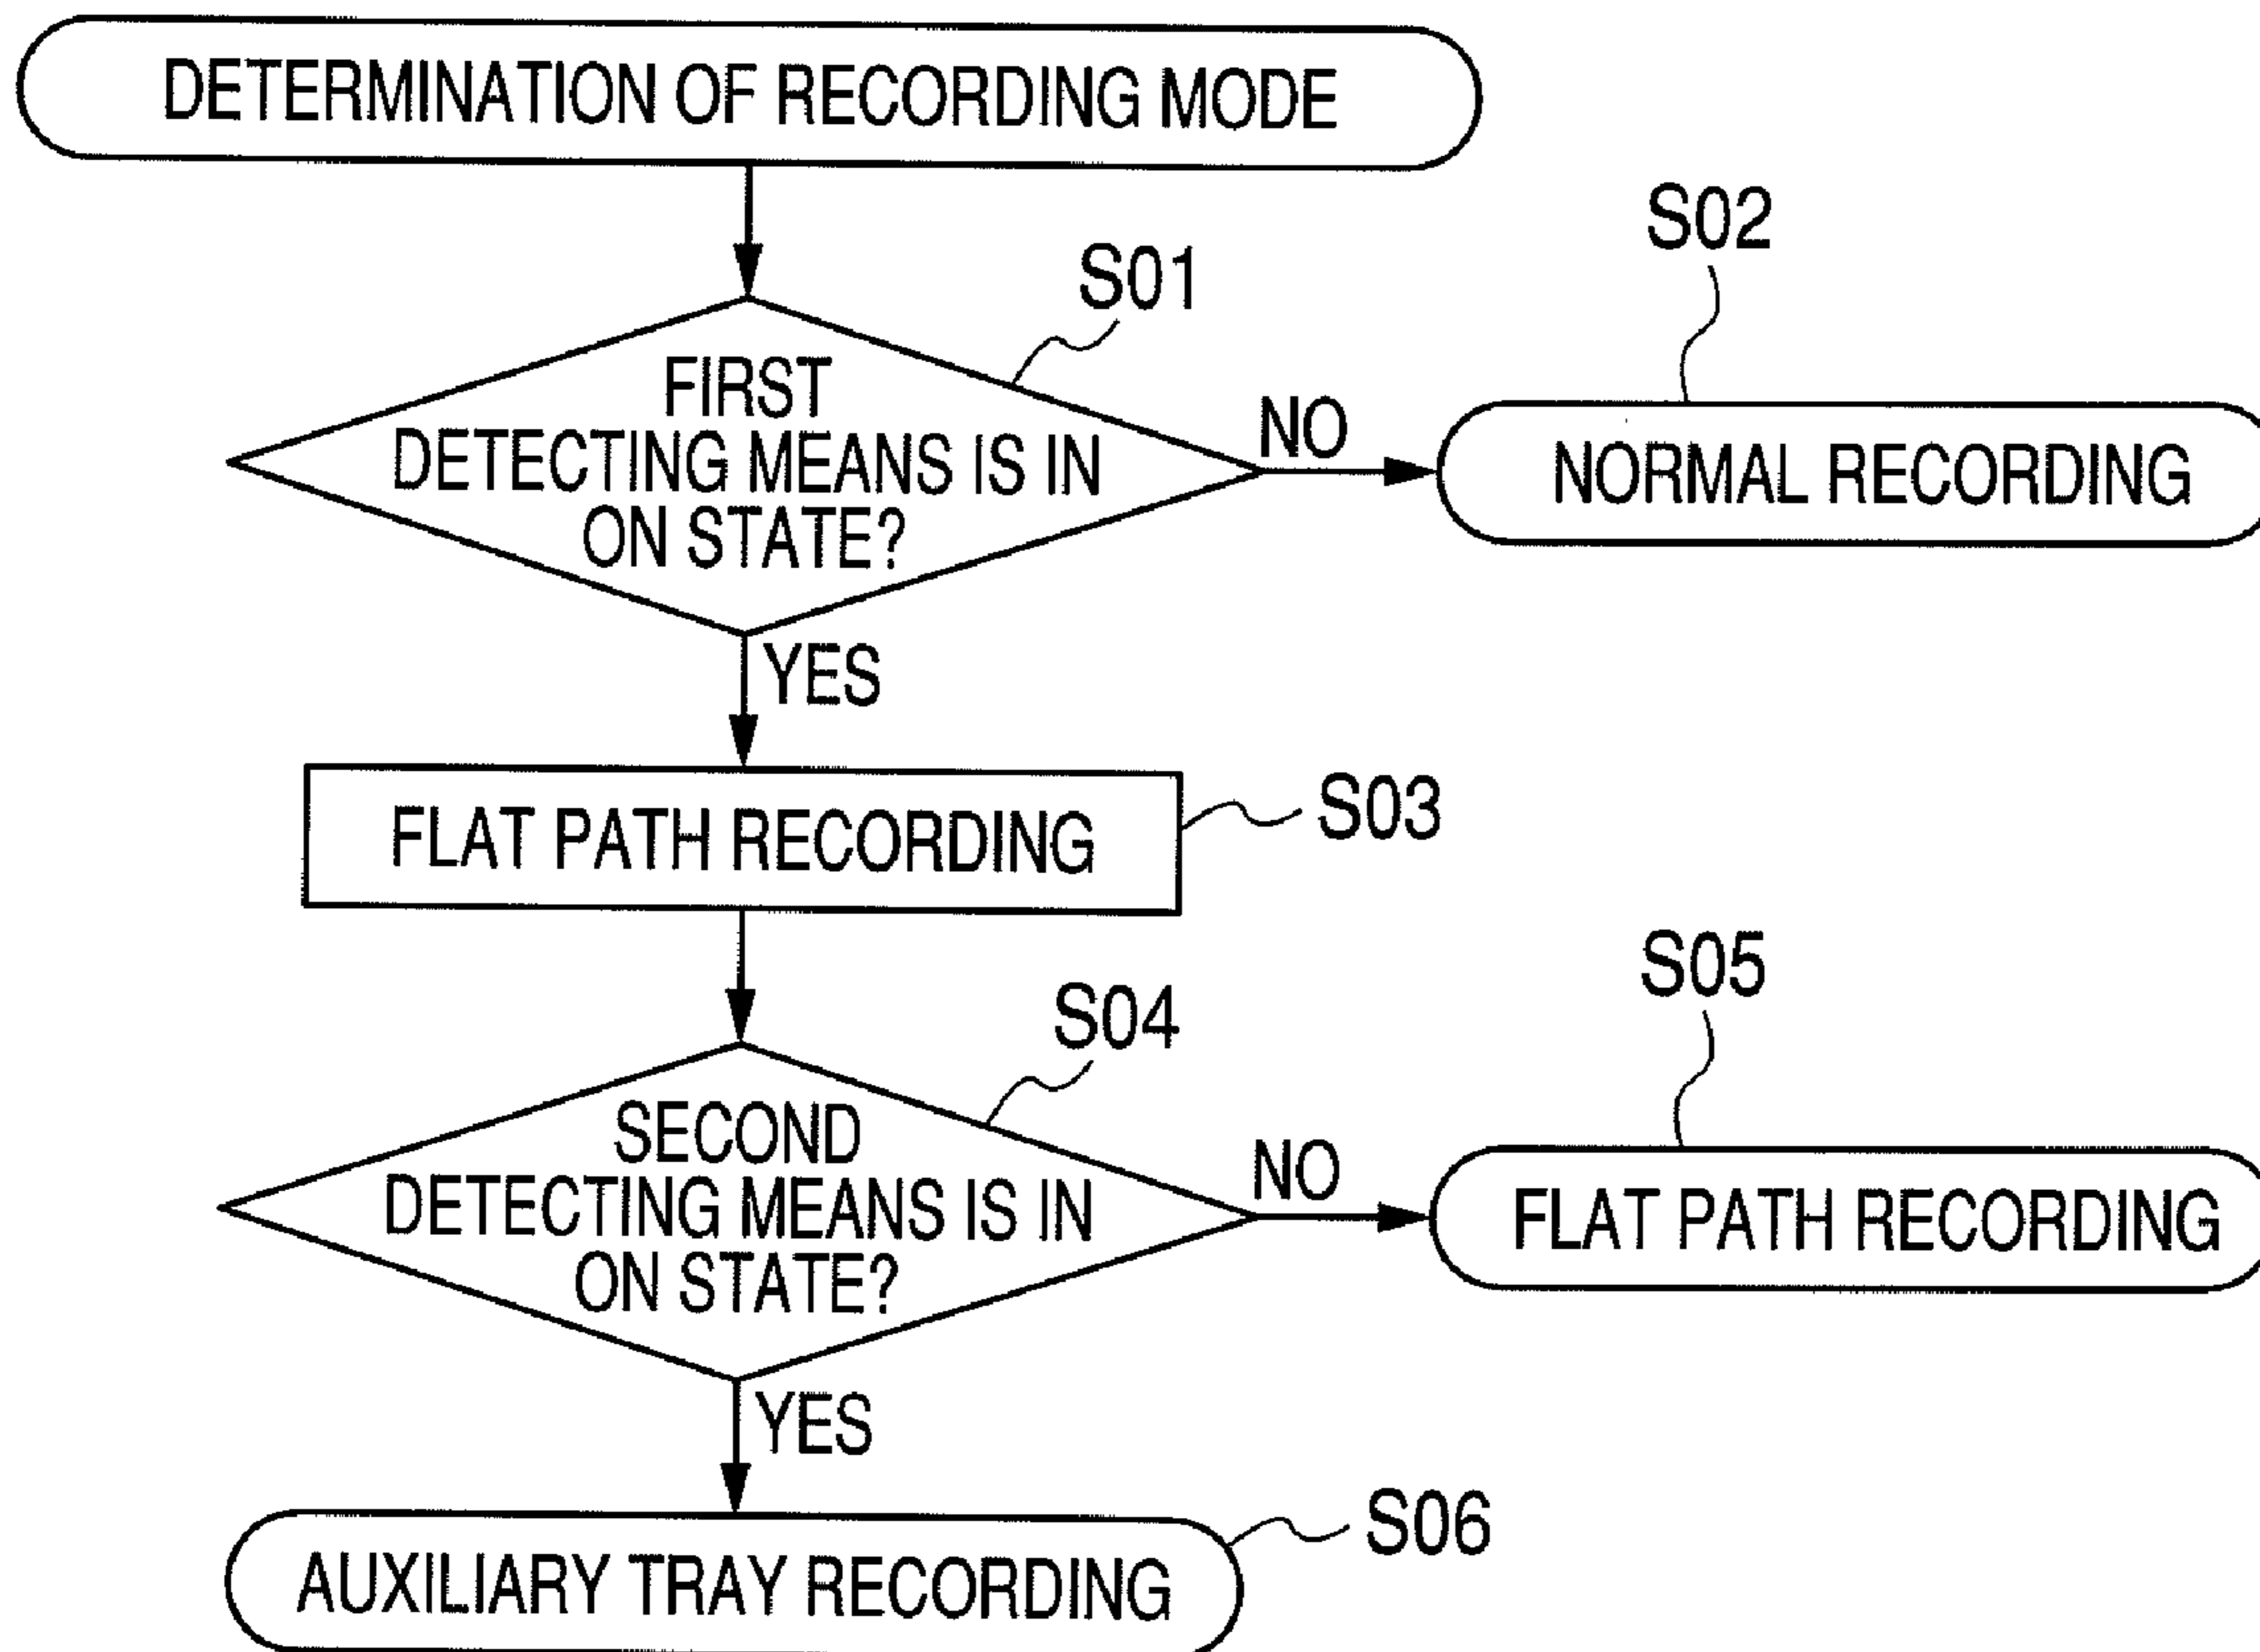 DETERMINATION OF RECORDING MODE
S01
S02
FIRST
DETECTING MEANS IS IN
ON STATE?
NO
NORMAL RECORDING
YES
FLAT PATH RECORDING
S03
S04
S05
SECOND
DETECTING MEANS IS IN
ON STATE?
NO
FLAT PATH RECORDING
YES
AUXILIARY TRAY RECORDING
S06